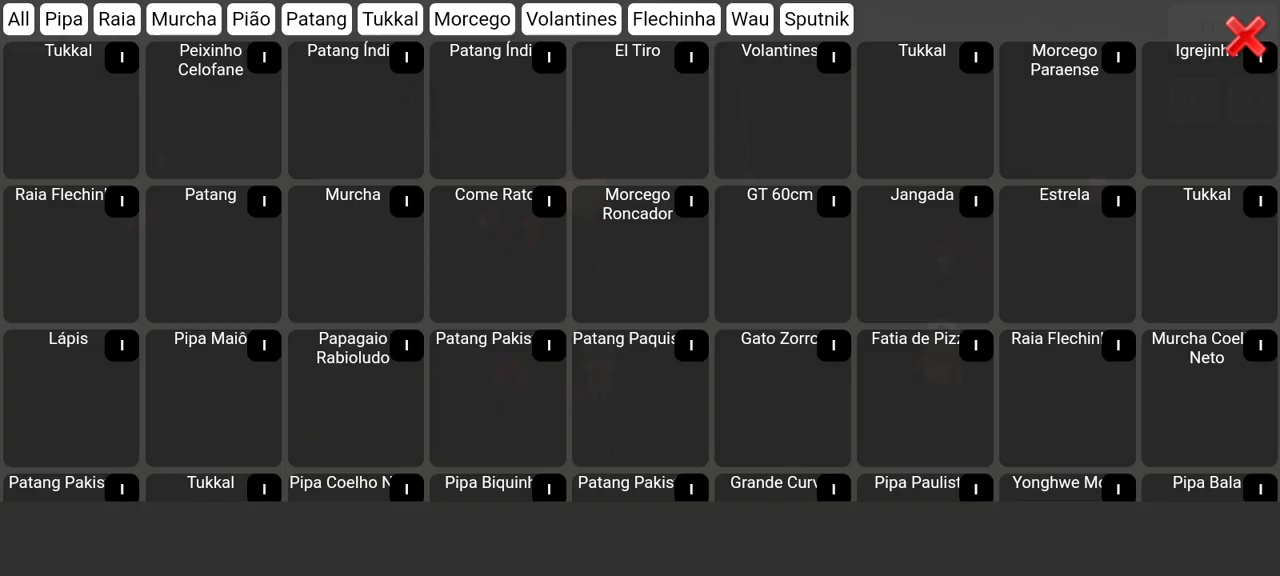 All Pipa Raia Murcha Pião Patang Tukkal Morcego Volantines Flechinha Wau Sputnik
Tukkal I
Peixinho
Celofane I
Patang Índi I
Patang Índi I
El Tiro I
Volantines I
Tukkal I
Morcego
Paraense I
Igrejinh I
Raia Flechin I
Patang I
Murcha I
Come Rato I
Morcego
Roncador I
GT 60cm I
Jangada I
Estrela I
Tukkal I
Lápis I
Pipa Maiô I
Papagaio
Rabioludo I
Patang Pakis I
Patang Paquis I
Gato Zorro I
Fatia de Pizz I
Raia Flechin I
Murcha Coel
Neto I
Patang Pakis I
Tukkal I
Pipa Coelho N I
Pipa Biquinh I
Patang Pakis I
Grande Curv I
Pipa Paulist I
Yonghwe Mo I
Pipa Bala I